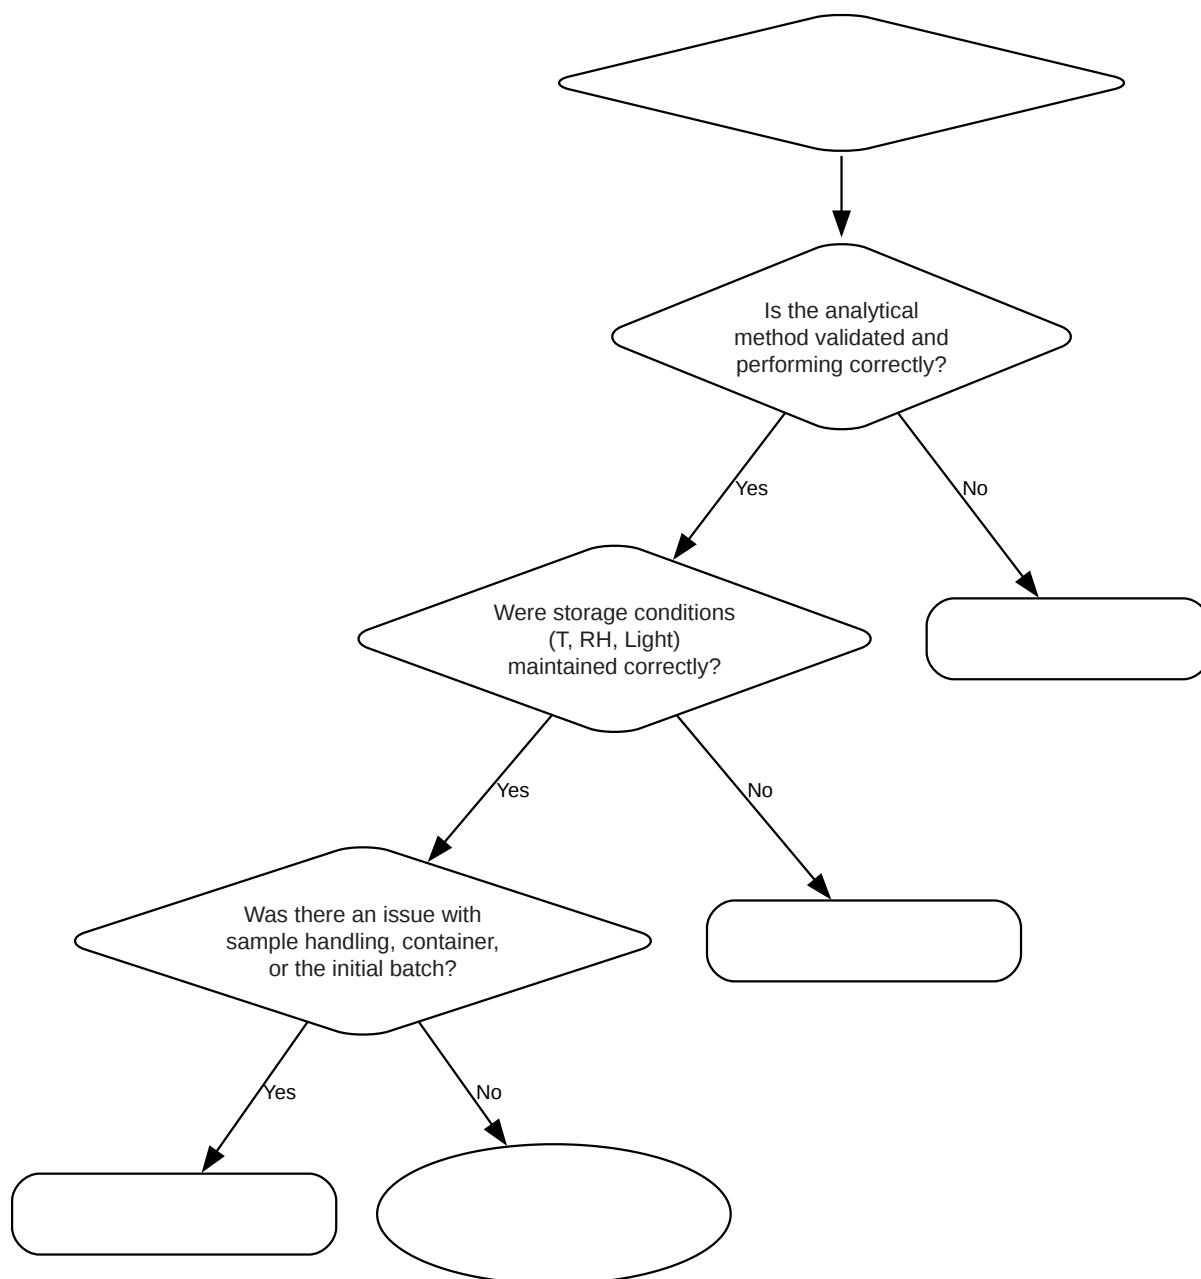 Is the analytical
method validated and
performing correctly?
Yes
No
Were storage conditions
(T, RH, Light)
maintained correctly?
Yes
No
Was there an issue with
sample handling, container,
or the initial batch?
Yes
No